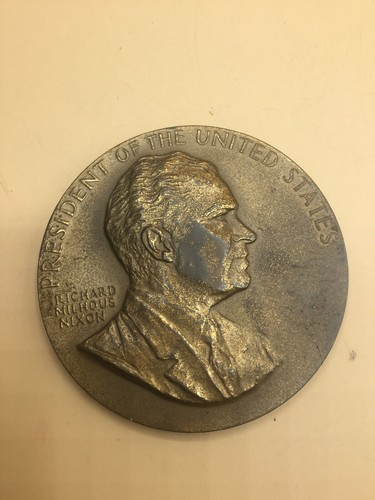 PRESIDENT OF THE UNITED STATES
RICHARD
MILHOUS
NIXON